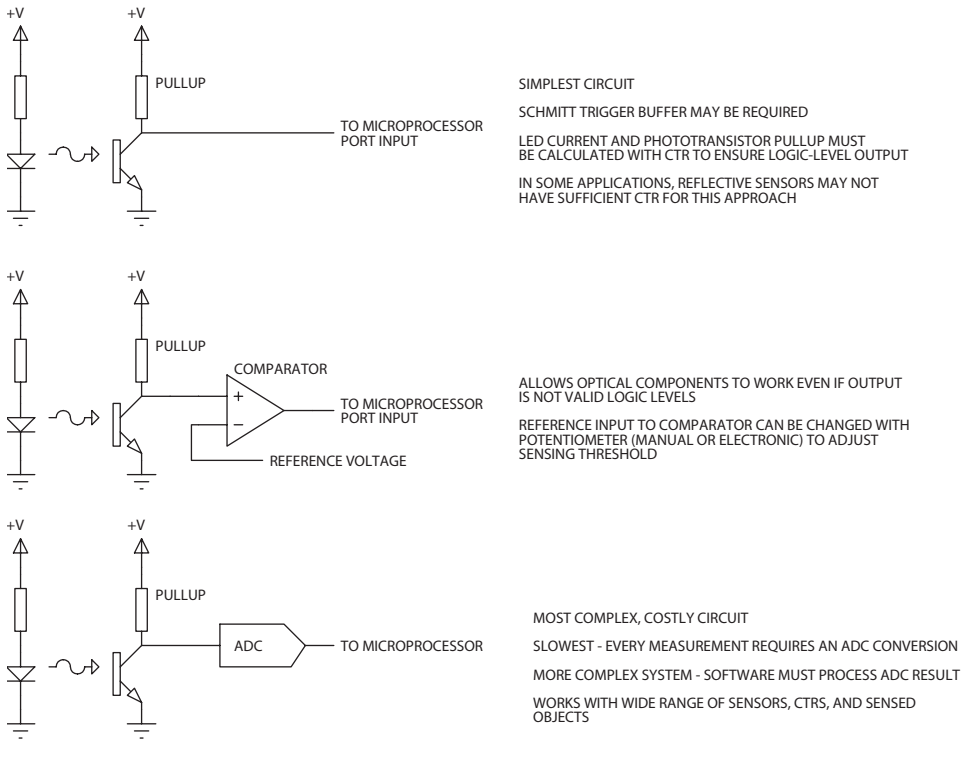 +V
+V
PULLUP
TO MICROPROCESSOR
PORT INPUT
SIMPLEST CIRCUIT
SCHMITT TRIGGER BUFFER MAY BE REQUIRED
LED CURRENT AND PHOTOTRANSISTOR PULLUP MUST
BE CALCULATED WITH CTR TO ENSURE LOGIC-LEVEL OUTPUT
IN SOME APPLICATIONS, REFLECTIVE SENSORS MAY NOT
HAVE SUFFICIENT CTR FOR THIS APPROACH
+V
+V
PULLUP
COMPARATOR
+
−
TO MICROPROCESSOR
PORT INPUT
REFERENCE VOLTAGE
ALLOWS OPTICAL COMPONENTS TO WORK EVEN IF OUTPUT
IS NOT VALID LOGIC LEVELS
REFERENCE INPUT TO COMPARATOR CAN BE CHANGED WITH
POTENTIOMETER (MANUAL OR ELECTRONIC) TO ADJUST
SENSING THRESHOLD
+V
+V
PULLUP
ADC
TO MICROPROCESSOR
MOST COMPLEX, COSTLY CIRCUIT
SLOWEST - EVERY MEASUREMENT REQUIRES AN ADC CONVERSION
MORE COMPLEX SYSTEM - SOFTWARE MUST PROCESS ADC RESULT
WORKS WITH WIDE RANGE OF SENSORS, CTRS, AND SENSED
OBJECTS